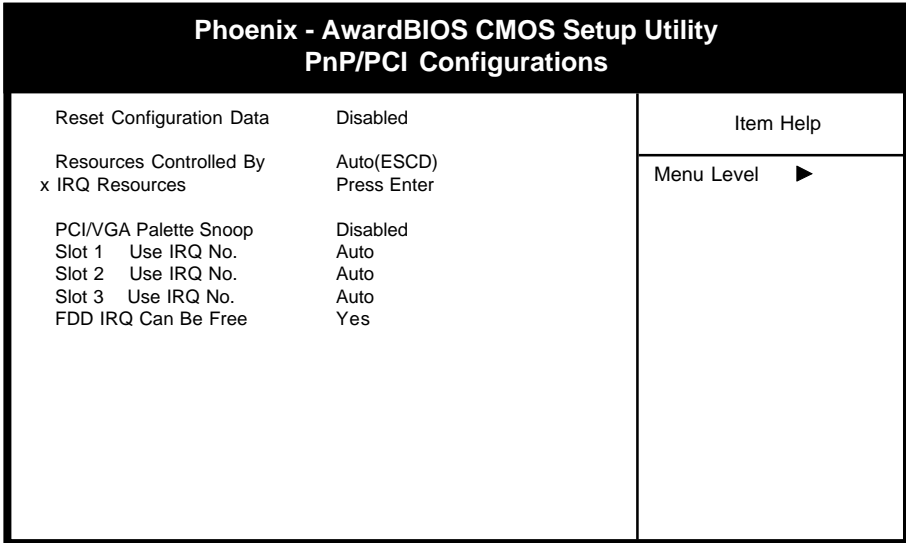 Phoenix - AwardBIOS CMOS Setup Utility
PnP/PCI Configurations
Reset Configuration Data Disabled
Resources Controlled By Auto(ESCD)
x IRQ Resources Press Enter
PCI/VGA Palette Snoop Disabled
Slot 1 Use IRQ No. Auto
Slot 2 Use IRQ No. Auto
Slot 3 Use IRQ No. Auto
FDD IRQ Can Be Free Yes
Item Help
Menu Level ►